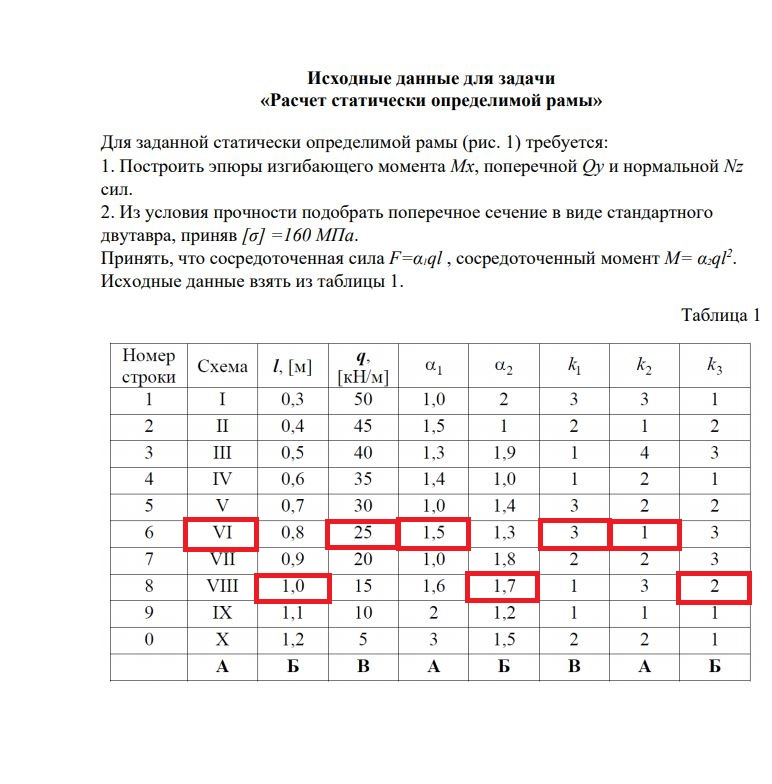 Исходные данные для задачи
«Расчет статически определимой рамы»
Для заданной статически определимой рамы (рис. 1) требуется:
1. Построить эпюры изгибающего момента Mx, поперечной Qy и нормальной Nz
сил.
2. Из условия прочности подобрать поперечное сечение в виде стандартного
двутавра, приняв [σ] =160 МПа.
Принять, что сосредоточенная сила F=α₁ql , сосредоточенный момент M= α₂ql².
Исходные данные взять из таблицы 1.
Таблица 1
Номер строки Схема l, [м] q, [кН/м] α₁ α₂ k₁ k₂ k₃
1 I 0,3 50 1,0 2 3 3 1
2 II 0,4 45 1,5 1 2 1 2
3 III 0,5 40 1,3 1,9 1 4 3
4 IV 0,6 35 1,4 1,0 1 2 1
5 V 0,7 30 1,0 1,4 3 2 2
6 VI 0,8 25 1,5 1,3 3 1 3
7 VII 0,9 20 1,0 1,8 2 2 3
8 VIII 1,0 15 1,6 1,7 1 3 2
9 IX 1,1 10 2 1,2 1 1 1
0 X 1,2 5 3 1,5 2 2 1
А Б В А Б В А Б